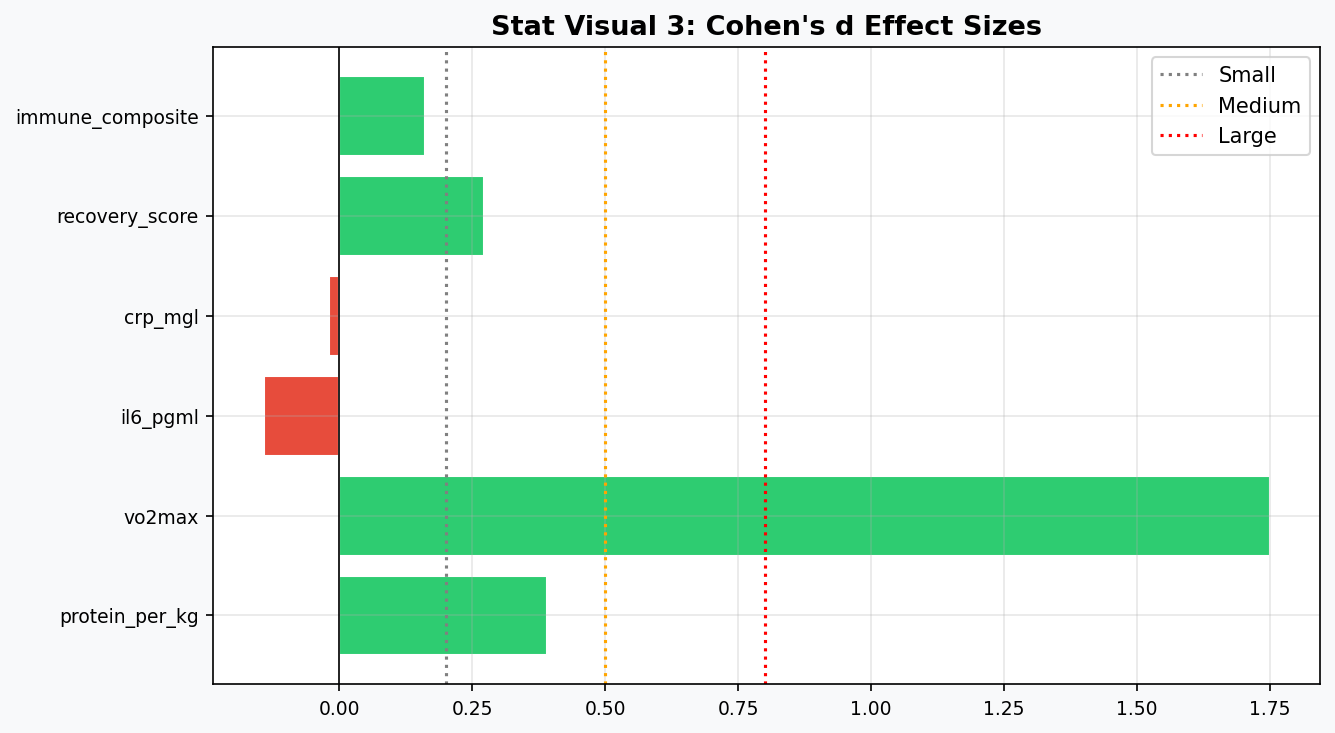 Stat Visual 3: Cohen's d Effect Sizes
Small
Medium
Large
immune_composite
recovery_score
crp_mgl
il6_pgml
vo2max
protein_per_kg
0.00 0.25 0.50 0.75 1.00 1.25 1.50 1.75